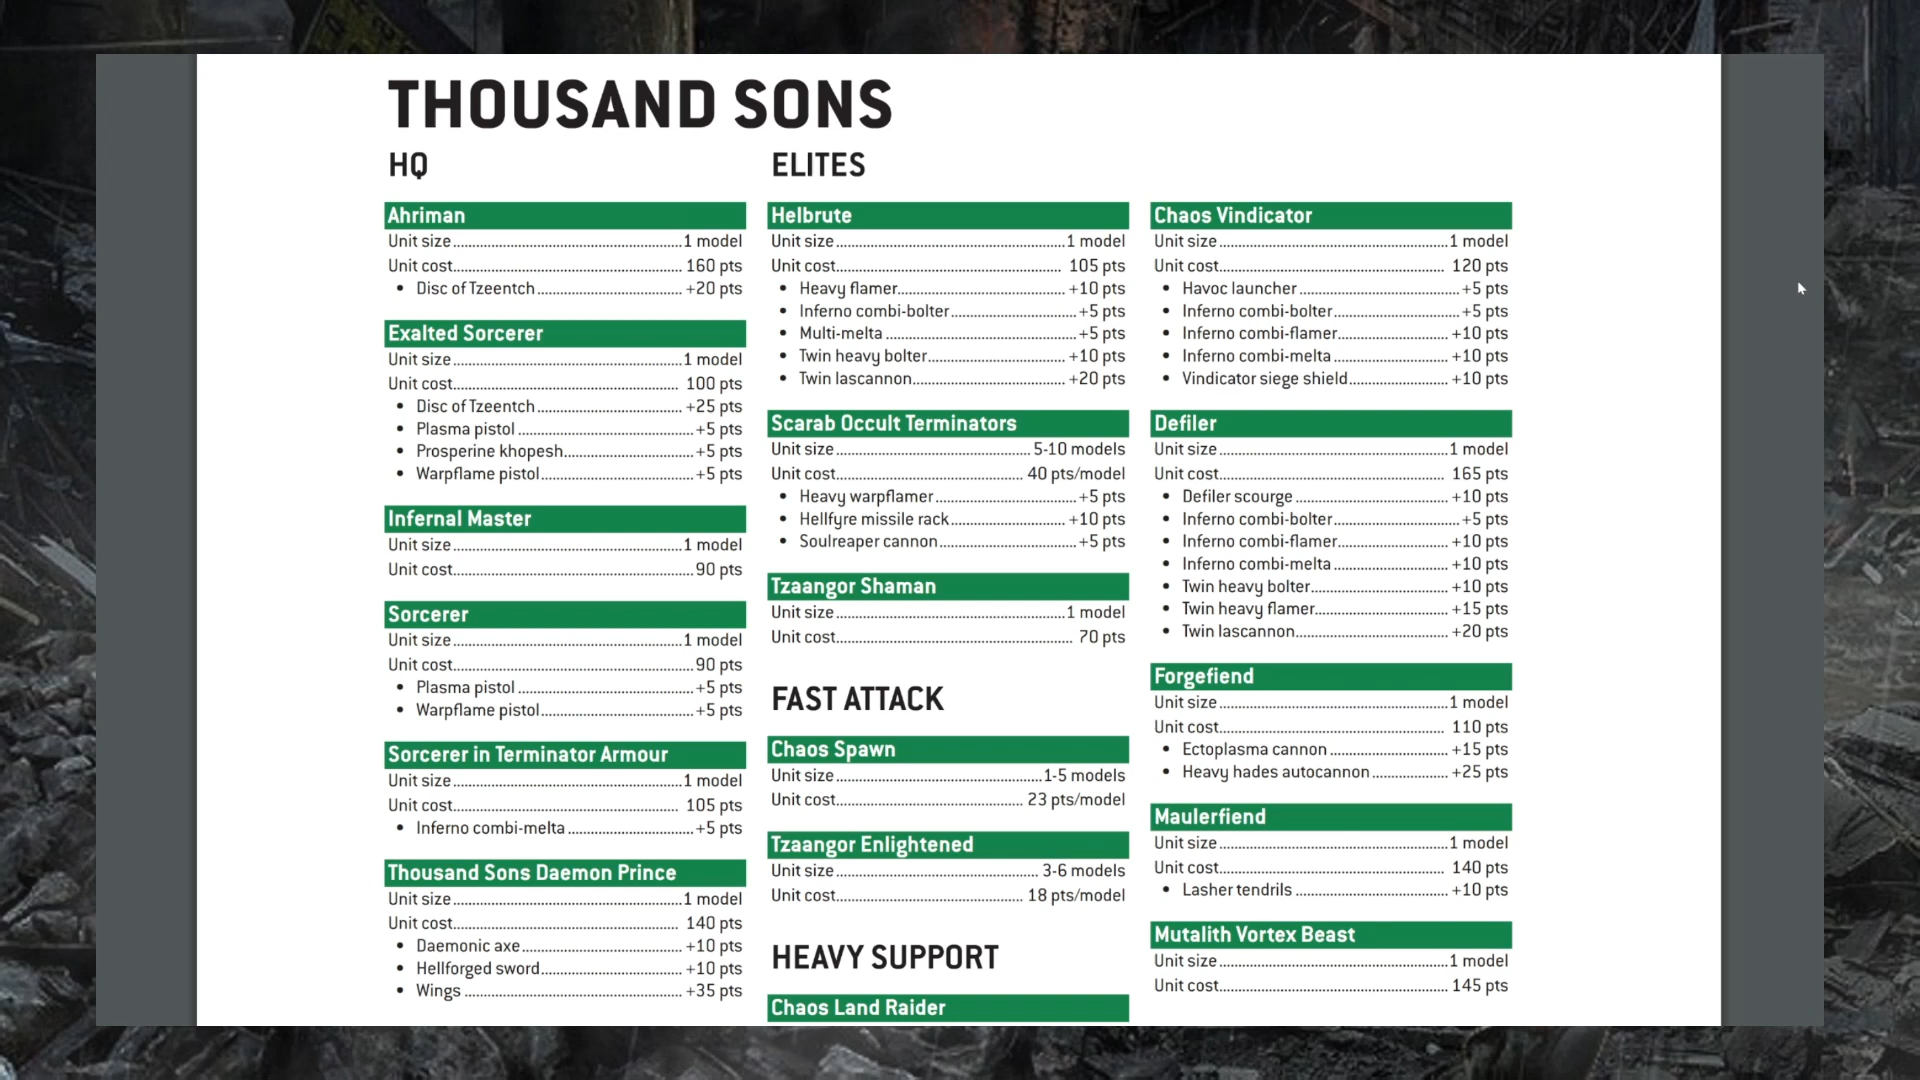 THOUSAND SONS
HQ
Ahriman
Unit size 1 model
Unit cost 160 pts
• Disc of Tzeentch +20 pts
Exalted Sorcerer
Unit size 1 model
Unit cost 100 pts
• Disc of Tzeentch +25 pts
• Plasma pistol +5 pts
• Prosperine khopesh +5 pts
• Warpflame pistol +5 pts
Infernal Master
Unit size 1 model
Unit cost 90 pts
Sorcerer
Unit size 1 model
Unit cost 90 pts
• Plasma pistol +5 pts
• Warpflame pistol +5 pts
Sorcerer in Terminator Armour
Unit size 1 model
Unit cost 105 pts
• Inferno combi-melta +5 pts
Thousand Sons Daemon Prince
Unit size 1 model
Unit cost 140 pts
• Daemonic axe +10 pts
• Hellforged sword +10 pts
• Wings +35 pts
ELITES
Helbrute
Unit size 1 model
Unit cost 105 pts
• Heavy flamer +10 pts
• Inferno combi-bolter +5 pts
• Multi-melta +5 pts
• Twin heavy bolter +10 pts
• Twin lascannon +20 pts
Scarab Occult Terminators
Unit size 5-10 models
Unit cost 40 pts/model
• Heavy warpflamer +5 pts
• Hellfyre missile rack +10 pts
• Soulreaper cannon +5 pts
Tzaangor Shaman
Unit size 1 model
Unit cost 70 pts
FAST ATTACK
Chaos Spawn
Unit size 1-5 models
Unit cost 23 pts/model
Tzaangor Enlightened
Unit size 3-6 models
Unit cost 18 pts/model
HEAVY SUPPORT
Chaos Land Raider
Chaos Vindicator
Unit size 1 model
Unit cost 120 pts
• Havoc launcher +5 pts
• Inferno combi-bolter +5 pts
• Inferno combi-flamer +10 pts
• Inferno combi-melta +10 pts
• Vindicator siege shield +10 pts
Defiler
Unit size 1 model
Unit cost 165 pts
• Defiler scourge +10 pts
• Inferno combi-bolter +5 pts
• Inferno combi-flamer +10 pts
• Inferno combi-melta +10 pts
• Twin heavy bolter +10 pts
• Twin heavy flamer +15 pts
• Twin lascannon +20 pts
Forgefiend
Unit size 1 model
Unit cost 110 pts
• Ectoplasma cannon +15 pts
• Heavy hades autocannon +25 pts
Maulerfiend
Unit size 1 model
Unit cost 140 pts
• Lasher tendrils +10 pts
Mutalith Vortex Beast
Unit size 1 model
Unit cost 145 pts